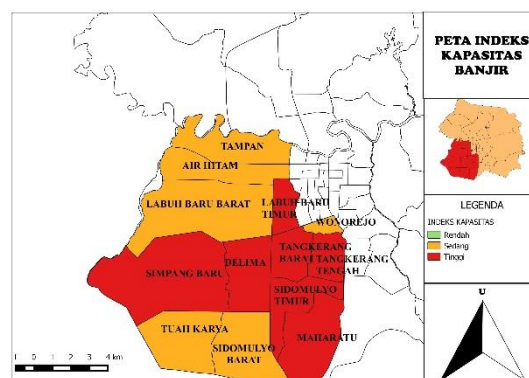 PETA INDEKS
KAPASITAS
BANJIR
TAMPAN
AIR HITAM
LABUH BARU BARAT
LABUH BARU
TIMUR
WONOREJO
TANGKERANG
BARAT
TANGKERANG
TENGAH
DELIMA
SIMPANG BARU
SIDOMULYO
TIMUR
TUAH KARYA
SIDOMULYO
BARAT
MAHARATU
LEGENDA
INDEKS KAPASITAS
Rendah
Sedang
Tinggi
U
1 0 1 2 3 4 km